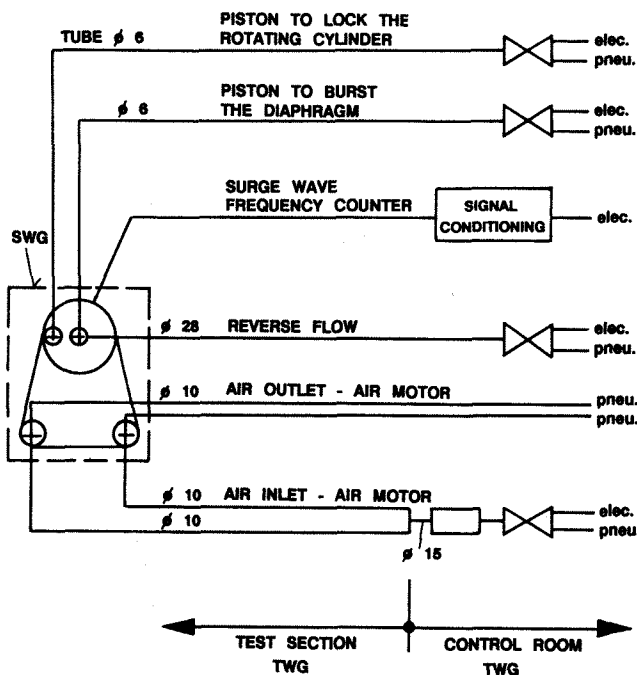 PISTON TO LOCK THE
TUBE ø 6 ROTATING CYLINDER
elec.
pneu.
PISTON TO BURST
ø 6 THE DIAPHRAGM
elec.
pneu.
SURGE WAVE
FREQUENCY COUNTER
SIGNAL
CONDITIONING
elec.
SWG
ø 28 REVERSE FLOW
elec.
pneu.
ø 10 AIR OUTLET - AIR MOTOR
pneu.
pneu.
ø 10 AIR INLET - AIR MOTOR
ø 10
elec.
pneu
ø 15
TEST SECTION
TWG
CONTROL ROOM
TWG